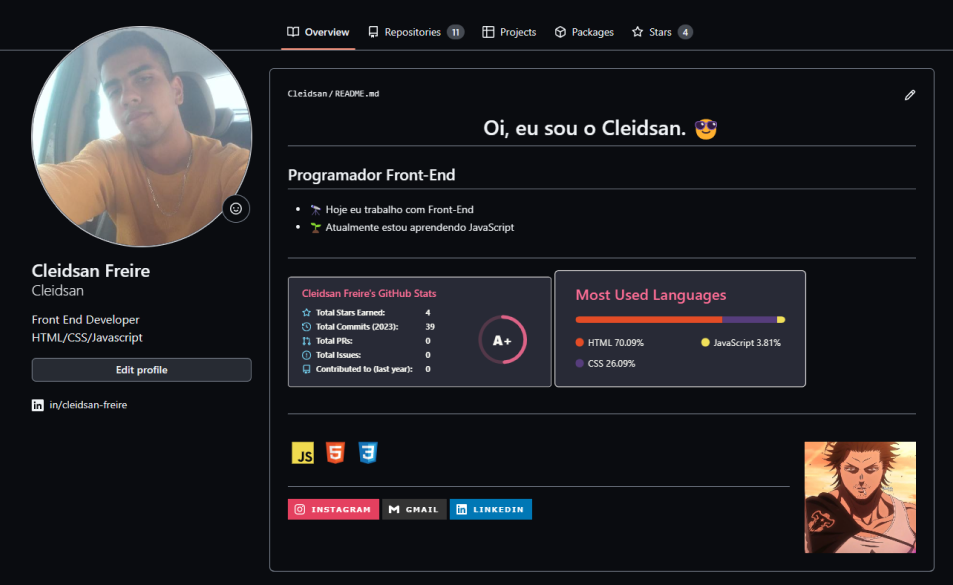 Overview Repositories 11 Projects Packages Stars 4
Cleidsan / README.md
Oi, eu sou o Cleidsan.
Programador Front-End
Hoje eu trabalho com Front-End
Atualmente estou aprendendo JavaScript
Cleidsan Freire
Cleidsan
Front End Developer
HTML/CSS/Javascript
Edit profile
in/cleidsan-freire
Cleidsan Freire's GitHub Stats
Total Stars Earned: 4
Total Commits (2023): 39
Total PRs: 0
Total Issues: 0
Contributed to (last year): 0
A+
Most Used Languages
HTML 70.09% JavaScript 3.81%
CSS 26.09%
JS 5 3
INSTAGRAM GMAIL LINKEDIN